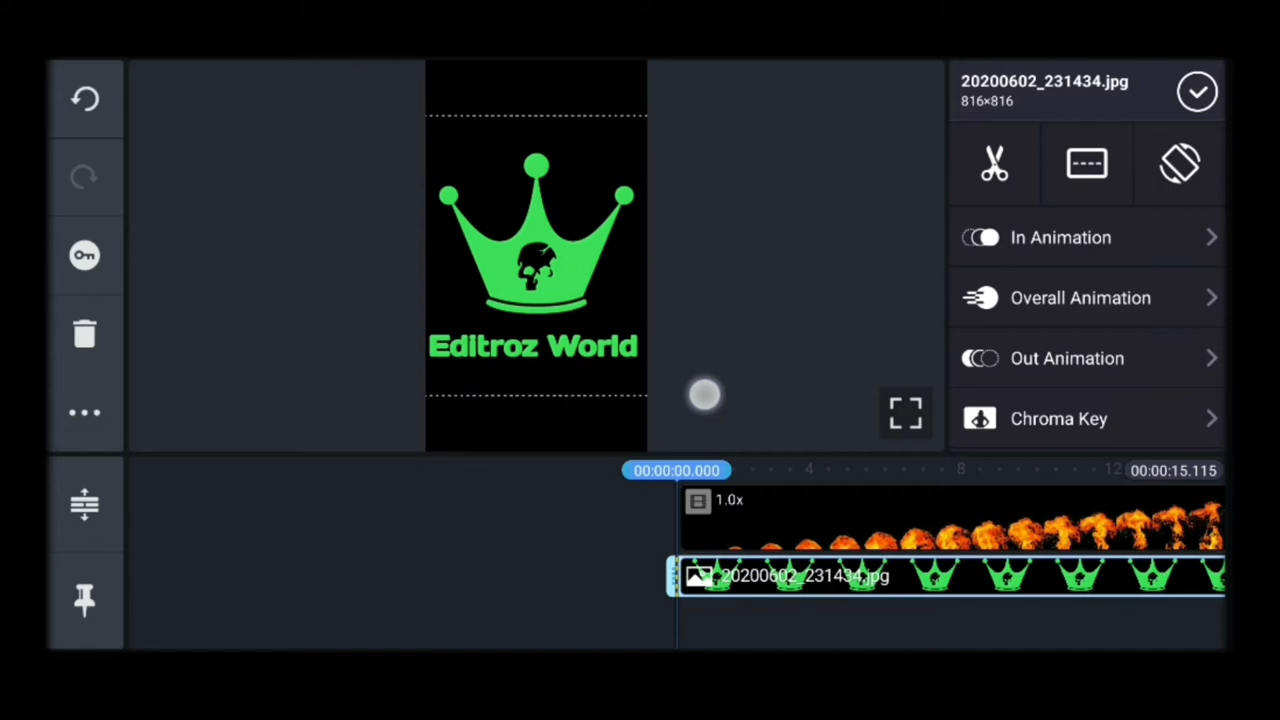 20200602_231434.jpg
816×816
In Animation
Overall Animation
Out Animation
Chroma Key
Editroz World
00:00:00.000
4
8
12
00:00:15.115
1.0x
20200602_231434.jpg